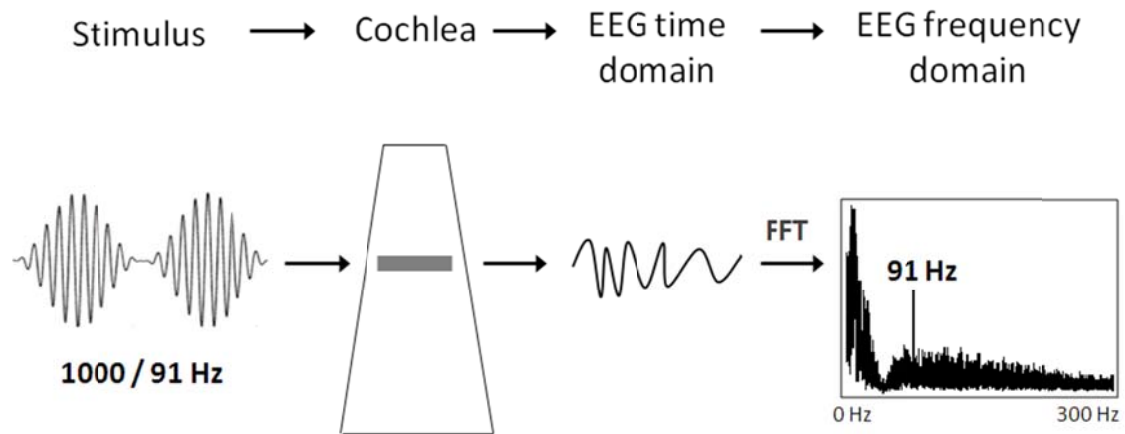 Stimulus
Cochlea
EEG time
domain
EEG frequency
domain
1000 / 91 Hz
FFT
91 Hz
0 Hz
300 Hz